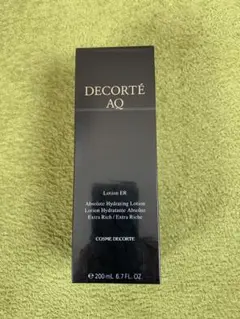 DECORTÉ
AQ
Lotion ER
Absolute Hydrating Lotion
Lotion Hydratante Absolue
Extra Rich / Extra Riche
COSME DECORTE
℮ 200 mL 6.7 FL. OZ.